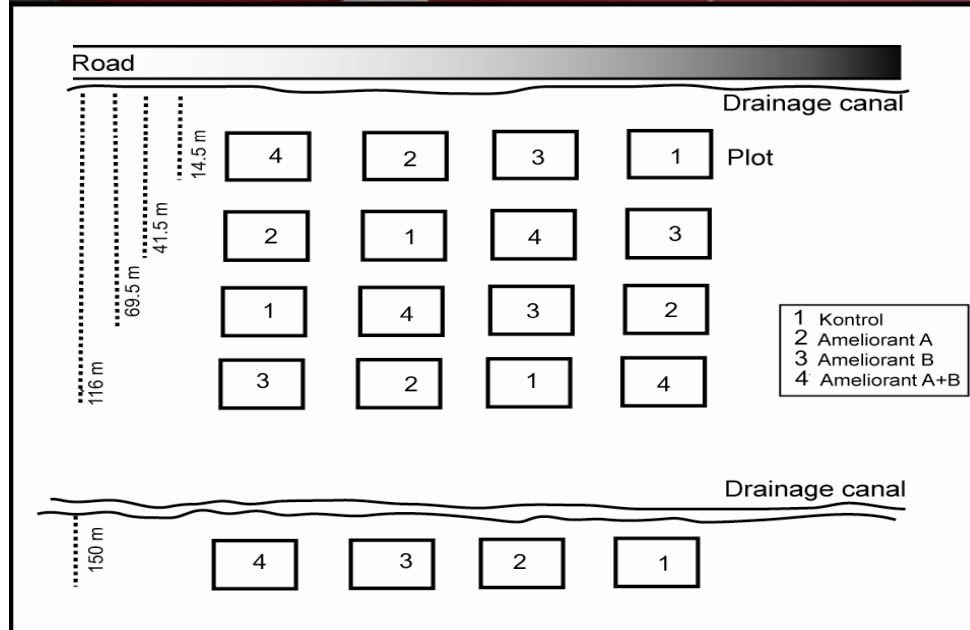 Road
Drainage canal
14.5 m
41.5 m
69.5 m
116 m
4 2 3 1 Plot
2 1 4 3
1 4 3 2
3 2 1 4
1 Kontrol
2 Ameliorant A
3 Ameliorant B
4 Ameliorant A+B
Drainage canal
150 m
4 3 2 1